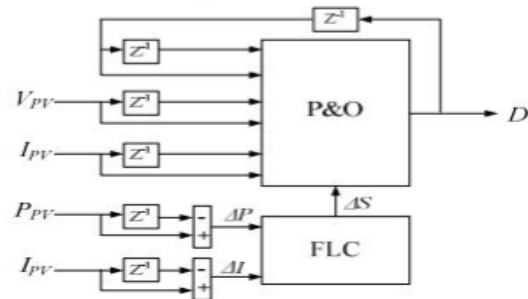 Z⁻¹
Z⁻¹
V_PV
Z⁻¹
P&O
D
I_PV
Z⁻¹
ΔS
P_PV
Z⁻¹
-
+
ΔP
FLC
I_PV
Z⁻¹
-
+
ΔI